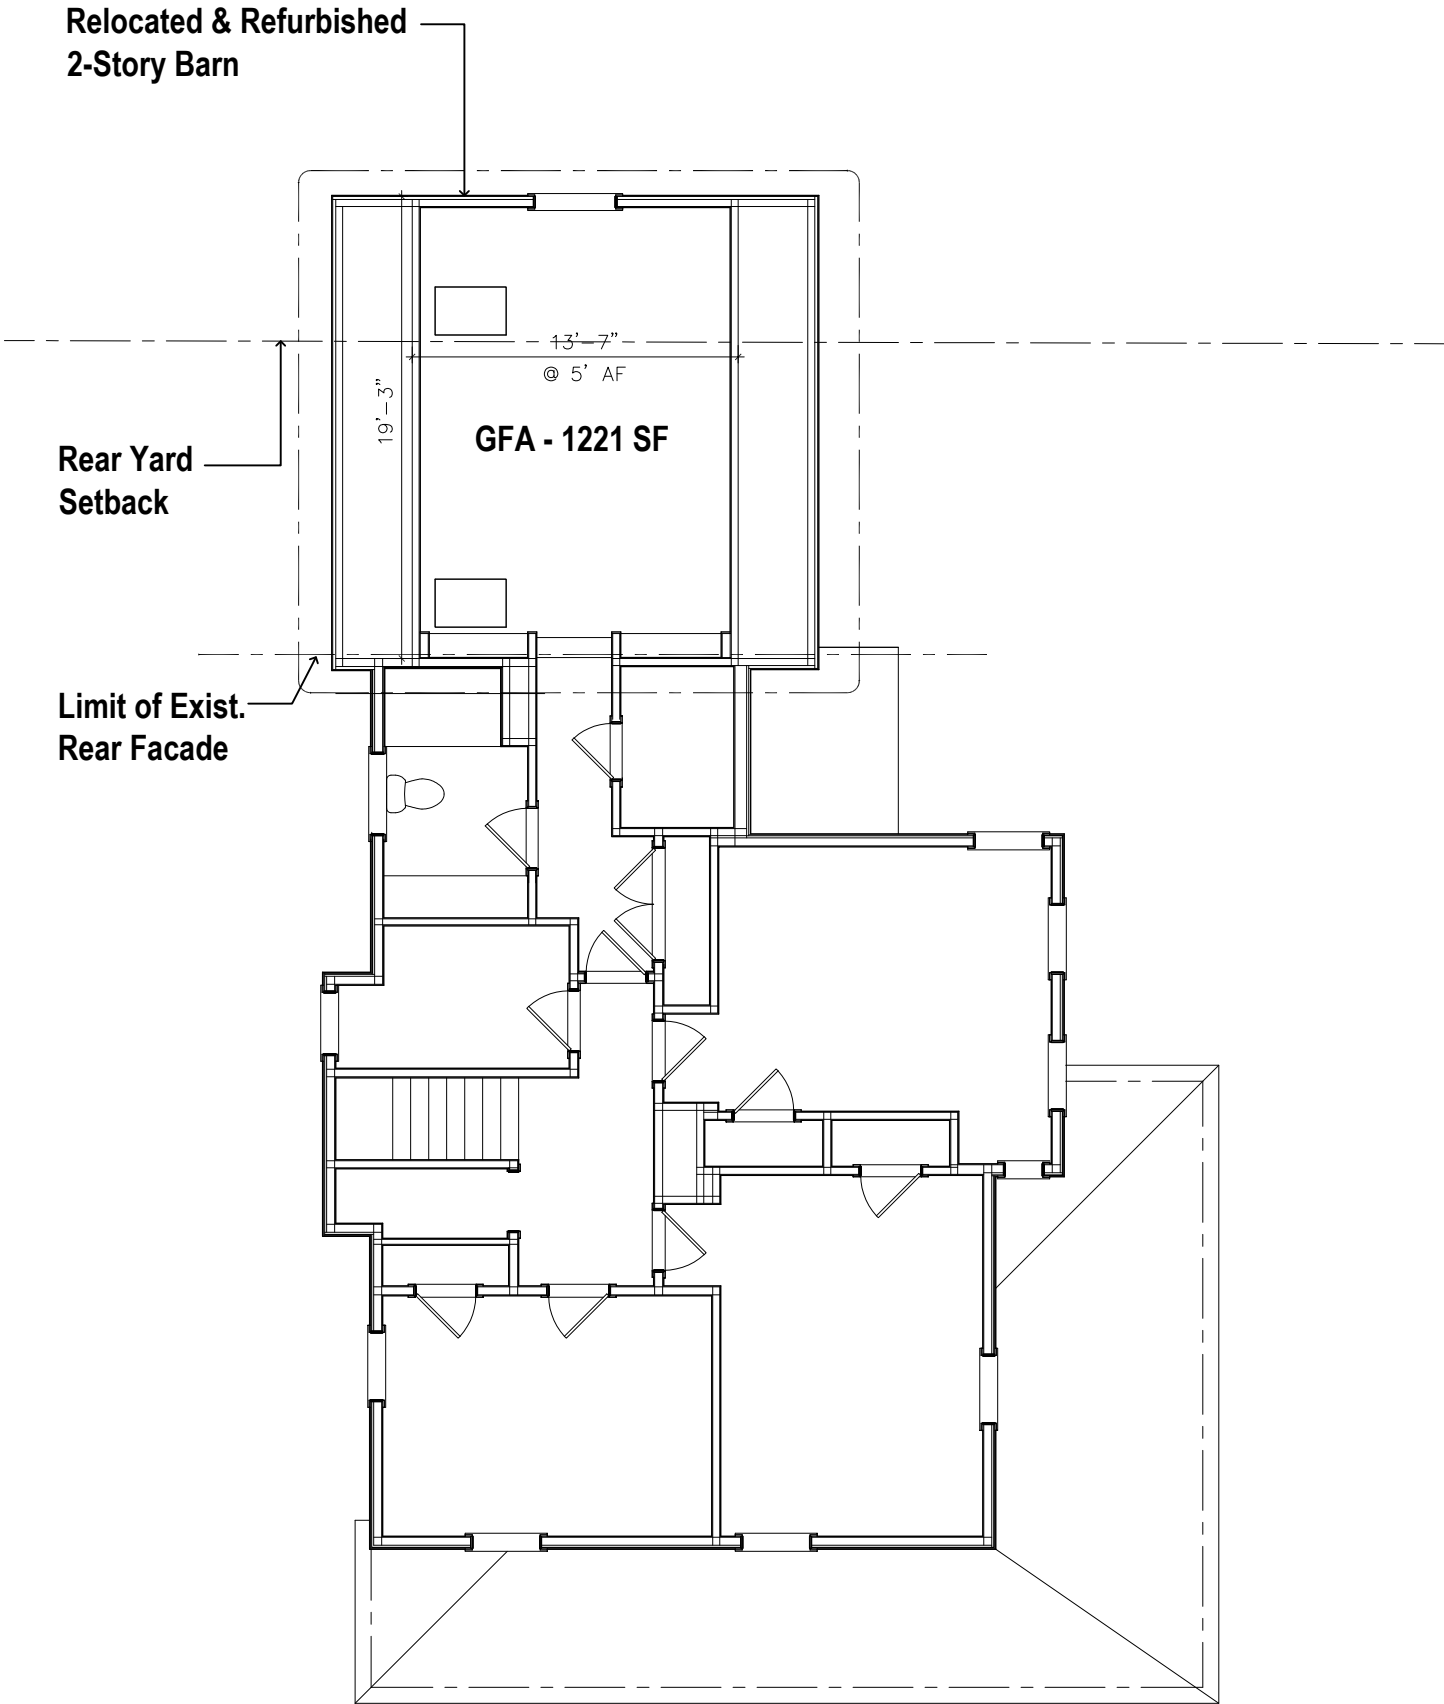 Relocated & Refurbished
2-Story Barn
13'-7"
@ 5' AF
19'-3"
GFA - 1221 SF
Rear Yard
Setback
Limit of Exist.
Rear Facade